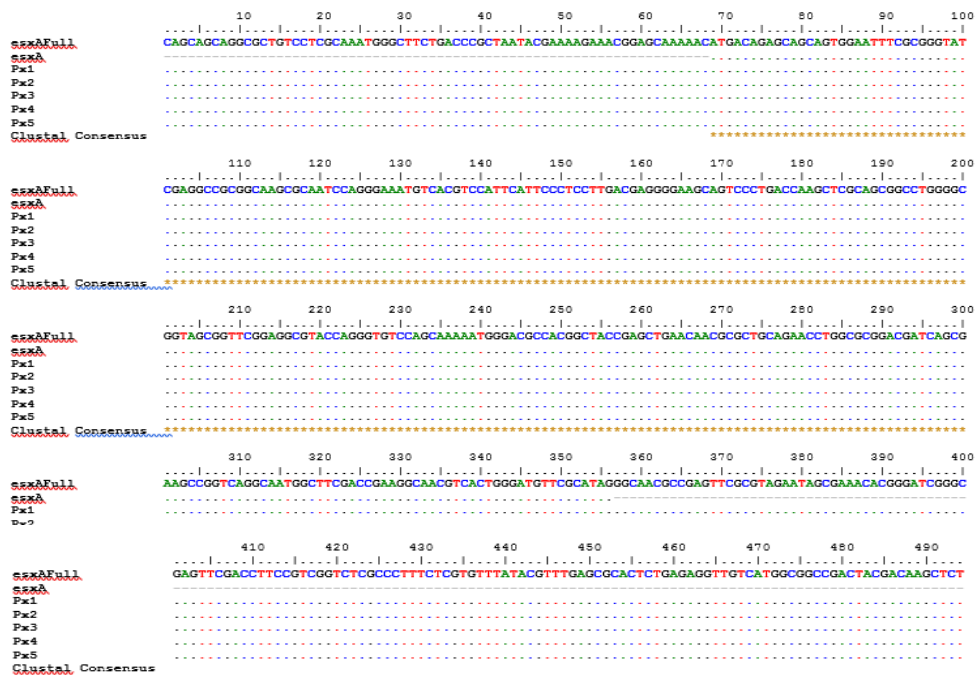 10 20 30 40 50 60 70 80 90 100
esxAFull CAGCAGCAGGCGCTGTCCTCGCAAATGGGCTTCTGACCCGCTAATACGAAAAGAAACGGAGCAAAAACATGACAGAGCAGCAGTGGAATTTCGCGGGTAT
esxA
Px1
Px2
Px3
Px4
Px5
Clustal Consensus
110 120 130 140 150 160 170 180 190 200
esxAFull CGAGGCCGCGGCAAGCGCAATCCAGGGAAATGTCACGTCCATTCATTCCCTCCTTGACGAGGGGAAGCAGTCCCTGACCAAGCTCGCAGCGGCCTGGGGC
esxA
Px1
Px2
Px3
Px4
Px5
Clustal Consensus
210 220 230 240 250 260 270 280 290 300
esxAFull GGTAGCGGTTCGGAGGCGTACCAGGGTGTCCAGCAAAAATGGGACGCCACGGCTACCGAGCTGAACAACGCGCTGCAGAACCTGGCGCGGACGATCAGCG
esxA
Px1
Px2
Px3
Px4
Px5
Clustal Consensus
310 320 330 340 350 360 370 380 390 400
esxAFull AAGCCGGTCAGGCAATGGCTTCGACCGAAGGCAACGTCACTGGGATGTTCGCATAGGGCAACGCCGAGTTCGCGTAGAATAGCGAAACACGGGATCGGGC
esxA
Px1
Px2
410 420 430 440 450 460 470 480 490
esxAFull GAGTTCGACCTTCCGTCGGTCTCGCCCTTTCTCGTGTTTATACGTTTGAGCGCACTCTGAGAGGTTGTCATGGCGGCCGACTACGACAAGCTCT
esxA
Px1
Px2
Px3
Px4
Px5
Clustal Consensus